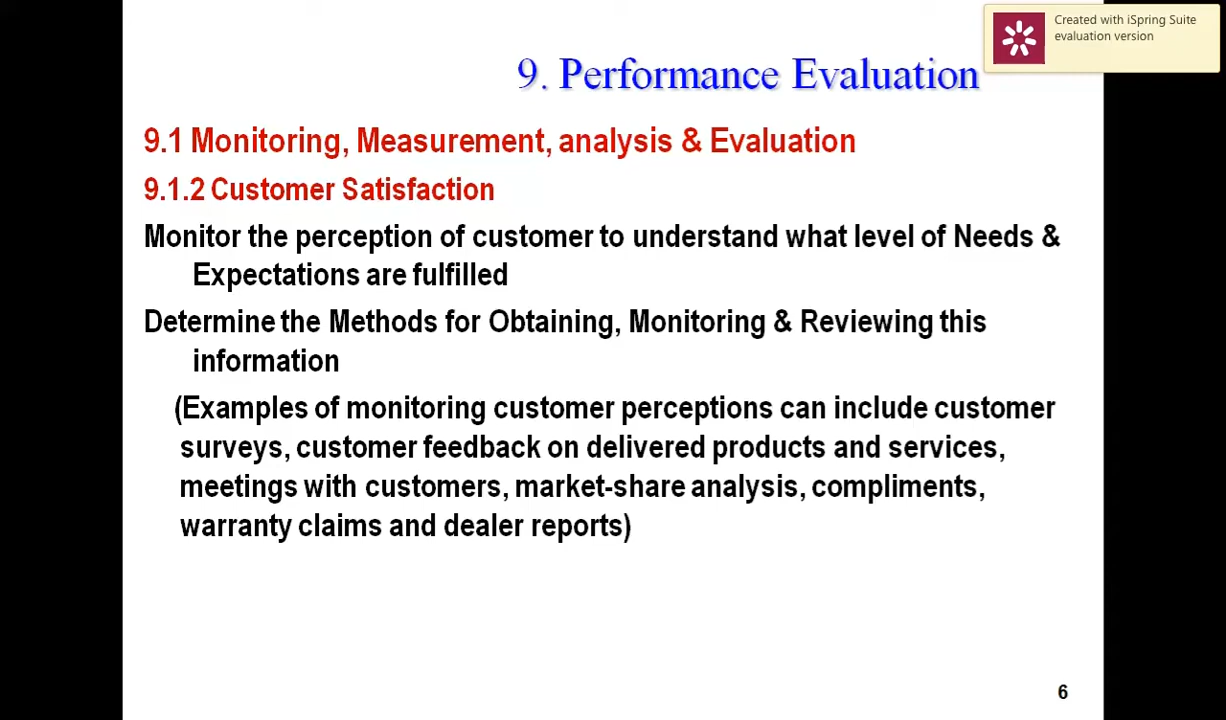 Created with iSpring Suite
evaluation version
9. Performance Evaluation
9.1 Monitoring, Measurement, analysis & Evaluation
9.1.2 Customer Satisfaction
Monitor the perception of customer to understand what level of Needs &
Expectations are fulfilled
Determine the Methods for Obtaining, Monitoring & Reviewing this
information
(Examples of monitoring customer perceptions can include customer
surveys, customer feedback on delivered products and services,
meetings with customers, market-share analysis, compliments,
warranty claims and dealer reports)
6